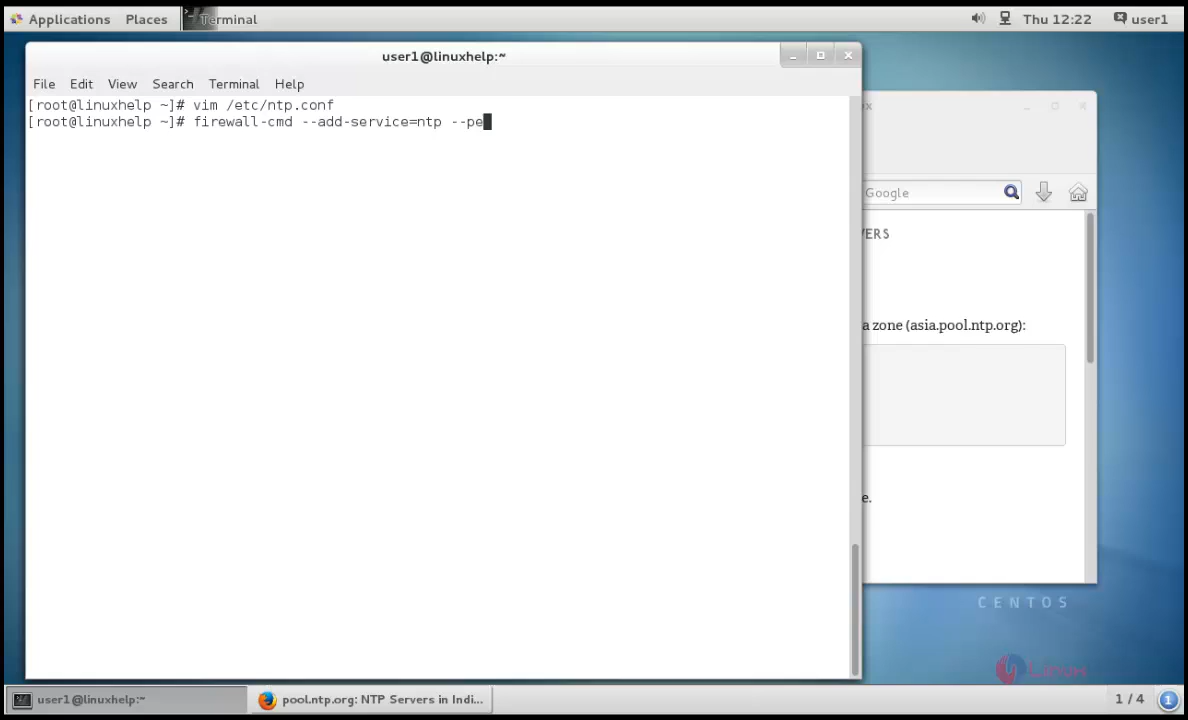 Applications Places Terminal Thu 12:22 user1
user1@linuxhelp:~
File Edit View Search Terminal Help
[root@linuxhelp ~]# vim /etc/ntp.conf
[root@linuxhelp ~]# firewall-cmd --add-service=ntp --pe
Google
a zone (asia.pool.ntp.org):
e.
CENTOS
user1@linuxhelp:~ pool.ntp.org: NTP Servers in Indi... 1 / 4 1